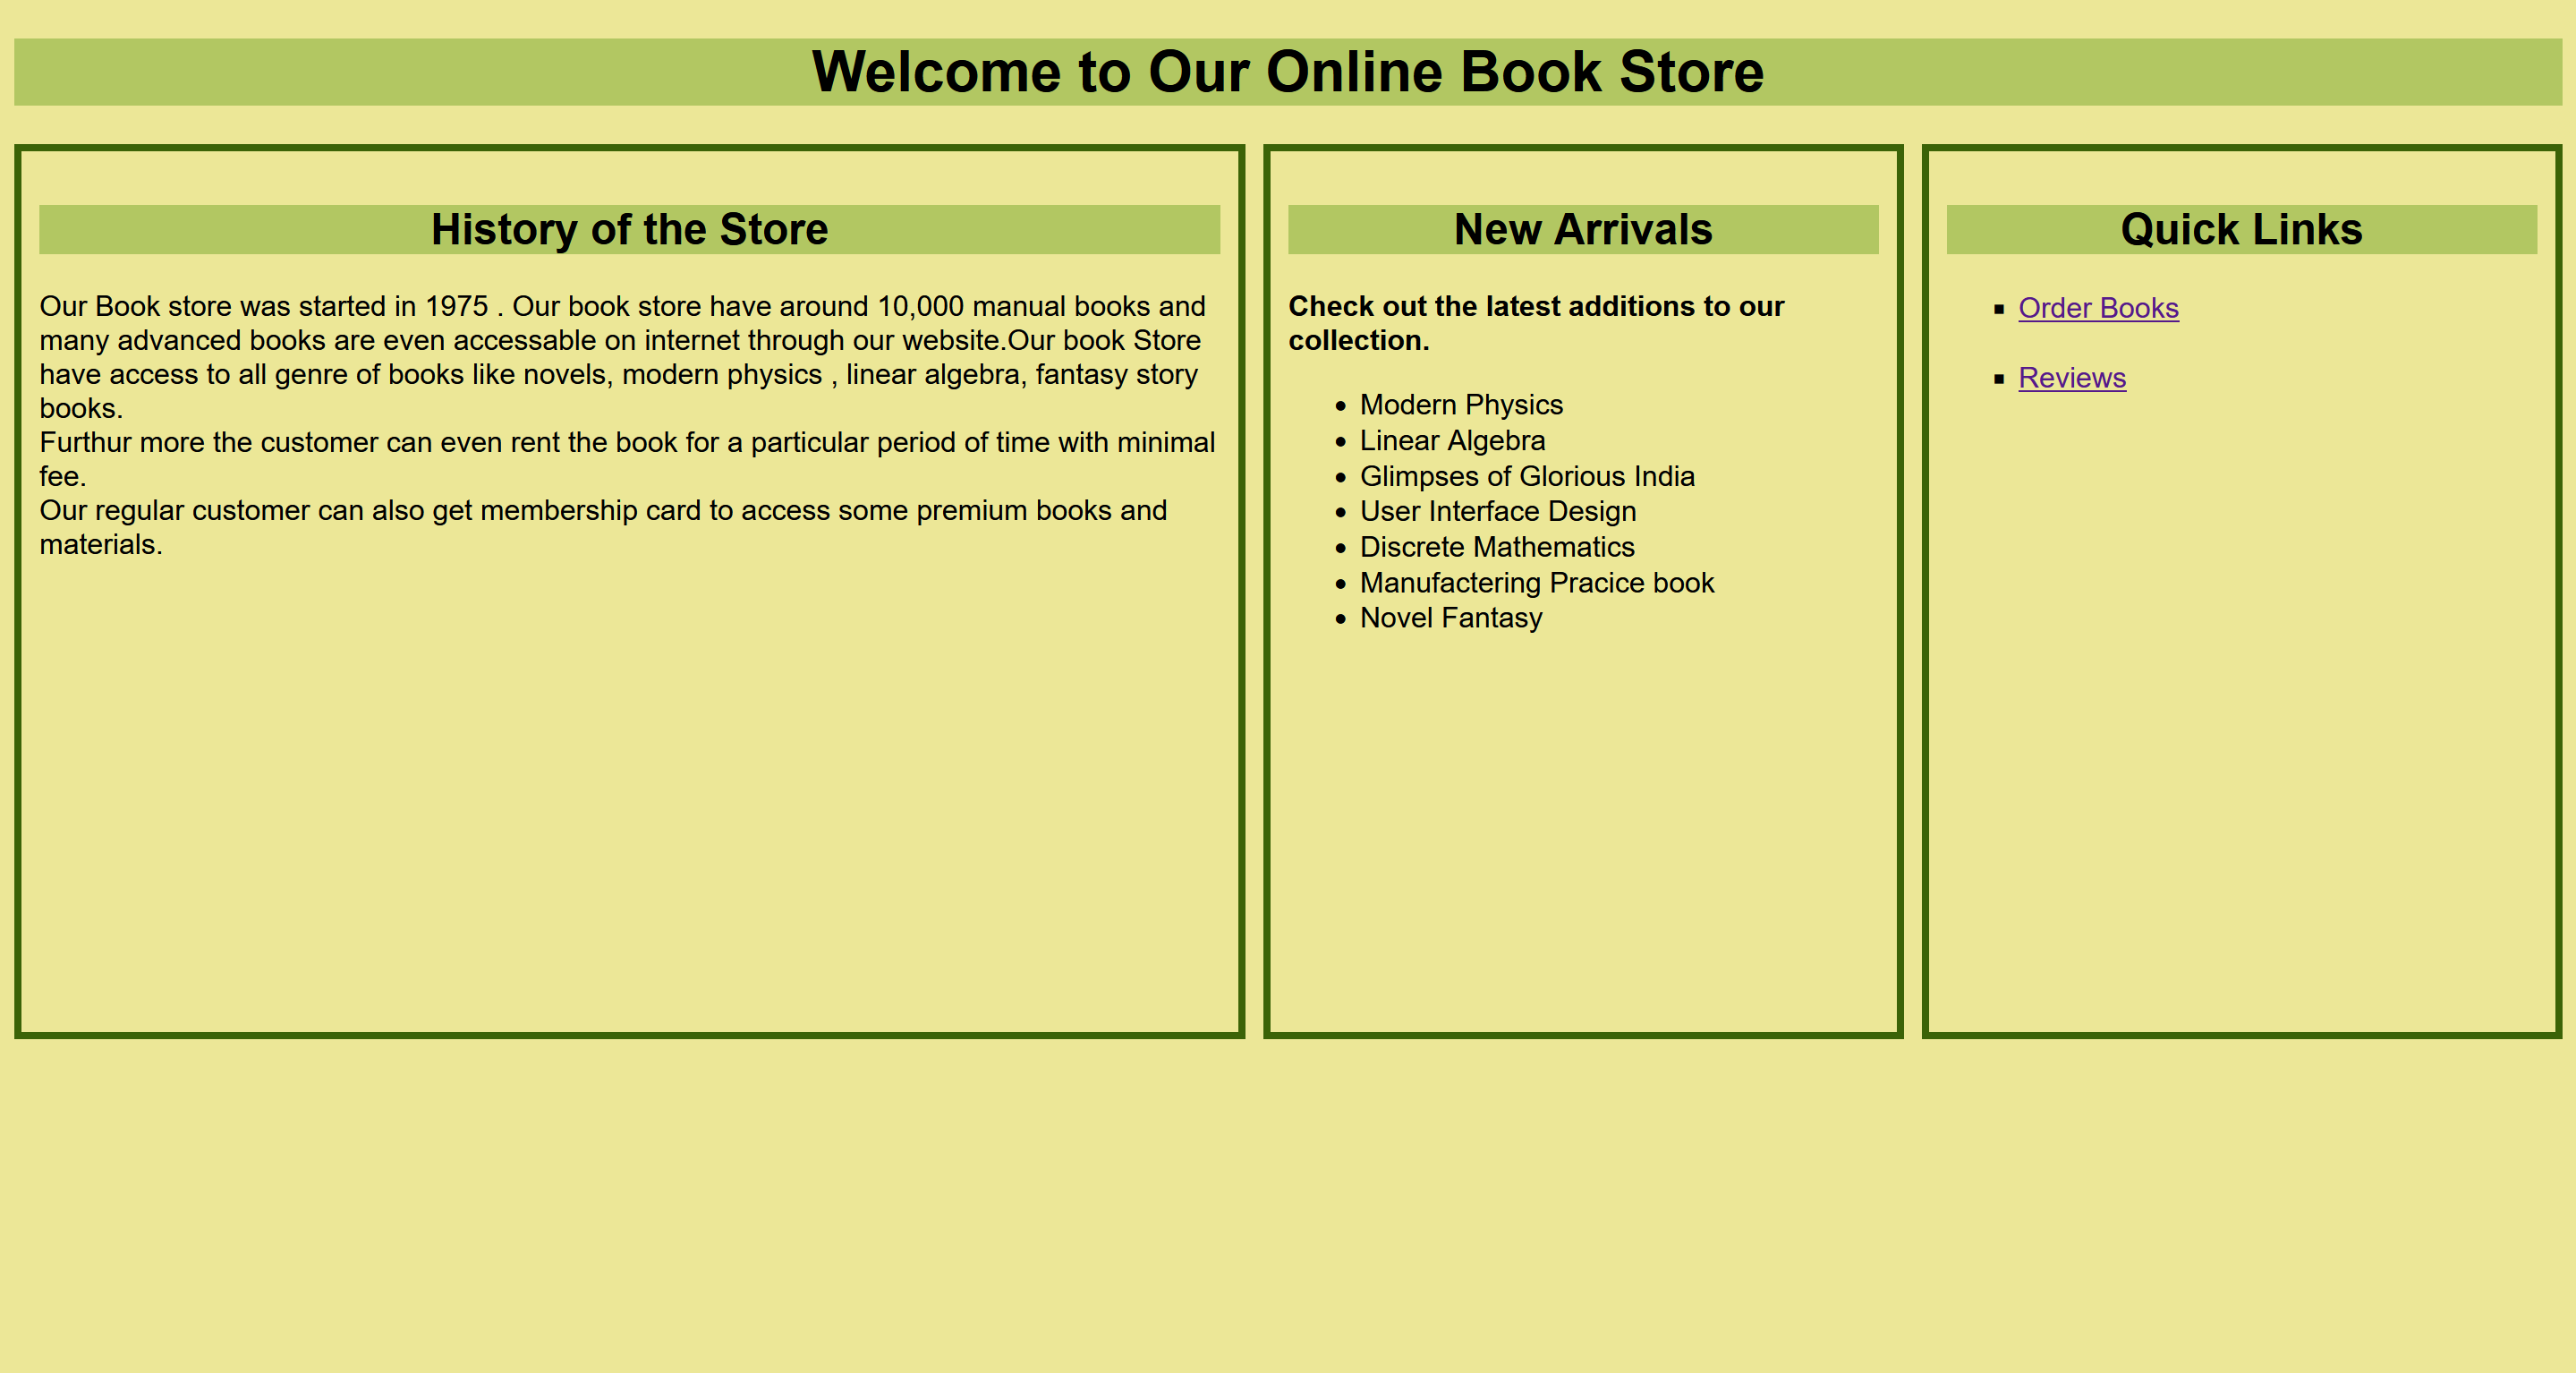 Welcome to Our Online Book Store
History of the Store
Our Book store was started in 1975 . Our book store have around 10,000 manual books and
many advanced books are even accessable on internet through our website.Our book Store
have access to all genre of books like novels, modern physics , linear algebra, fantasy story
books.
Furthur more the customer can even rent the book for a particular period of time with minimal
fee.
Our regular customer can also get membership card to access some premium books and
materials.
New Arrivals
Check out the latest additions to our
collection.
Modern Physics
Linear Algebra
Glimpses of Glorious India
User Interface Design
Discrete Mathematics
Manufactering Pracice book
Novel Fantasy
Quick Links
Order Books
Reviews